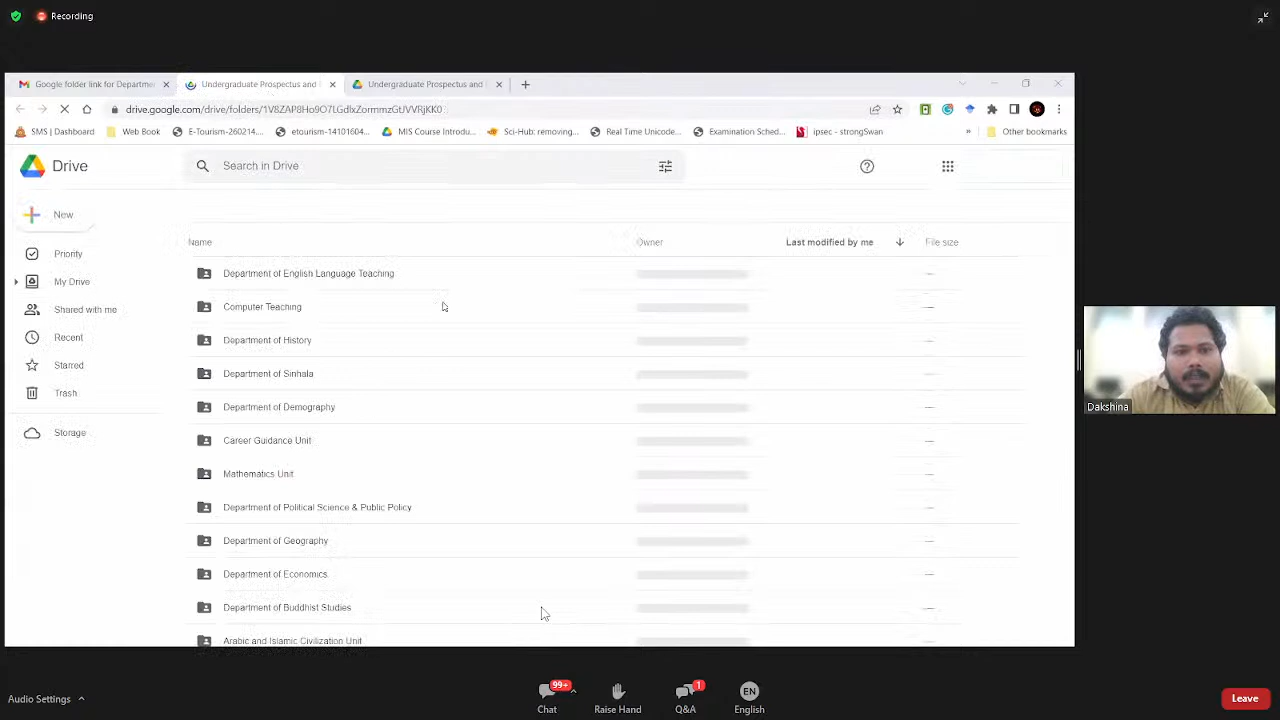 Recording
Google folder link for Departme
Undergraduate Prospectus and
Undergraduate Prospectus and
drive.google.com/drive/folders/1V8ZAP8Ho9O7LGdlxZormmzGtJVVRjKK0
SMS | Dashboard
Web Book
E-Tourism-260214...
etourism-14101604...
MIS Course Introdu...
Sci-Hub: removing...
Real Time Unicode...
Examination Sched...
ipsec - strongSwan
»
Other bookmarks
Drive
Search in Drive
New
Name
Owner
Last modified by me
File size
Priority
My Drive
Shared with me
Recent
Starred
Trash
Storage
Department of English Language Teaching
Computer Teaching
Department of History
Department of Sinhala
Department of Demography
Career Guidance Unit
Mathematics Unit
Department of Political Science & Public Policy
Department of Geography
Department of Economics
Department of Buddhist Studies
Arabic and Islamic Civilization Unit
Dakshina
Audio Settings
99+
Chat
Raise Hand
1
Q&A
EN
English
Leave